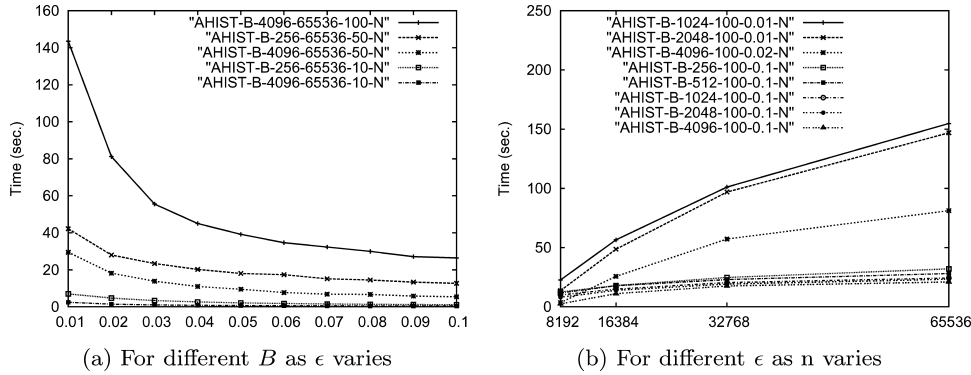 160
140
120
100
80
60
40
20
0
Time (sec.)
"AHIST-B-4096-65536-100-N"
"AHIST-B-256-65536-50-N"
"AHIST-B-4096-65536-50-N"
"AHIST-B-256-65536-10-N"
"AHIST-B-4096-65536-10-N"
0.01 0.02 0.03 0.04 0.05 0.06 0.07 0.08 0.09 0.1
(a) For different B as ϵ varies
250
200
150
100
50
0
Time (sec.)
"AHIST-B-1024-100-0.01-N"
"AHIST-B-2048-100-0.01-N"
"AHIST-B-4096-100-0.02-N"
"AHIST-B-256-100-0.1-N"
"AHIST-B-512-100-0.1-N"
"AHIST-B-1024-100-0.1-N"
"AHIST-B-2048-100-0.1-N"
"AHIST-B-4096-100-0.1-N"
8192 16384 32768 65536
(b) For different ϵ as n varies